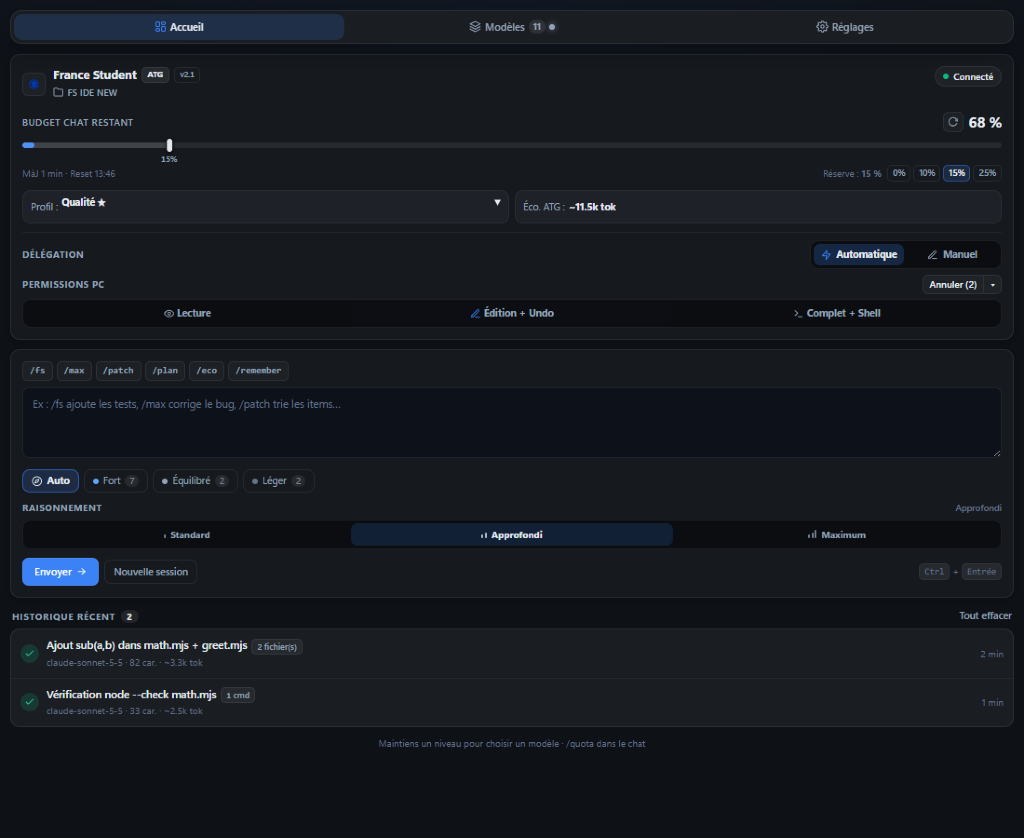 Accueil
Modèles 11
Réglages
France Student ATG v2.1
Connecté
FS IDE NEW
BUDGET CHAT RESTANT
68 %
15%
MàJ 1 min · Reset 13:46
Réserve : 15 % 0% 10% 15% 25%
Profil : Qualité ★ ▼
Éco. ATG : ~11.5k tok
DÉLÉGATION
Automatique
Manuel
PERMISSIONS PC
Annuler (2)
Lecture
Édition + Undo
Complet + Shell
/fs /max /patch /plan /eco /remember
Ex : /fs ajoute les tests, /max corrige le bug, /patch trie les items...
Auto
Fort 7
Équilibré 2
Léger 2
RAISONNEMENT
Approfondi
Standard
Approfondi
Maximum
Envoyer →
Nouvelle session
Ctrl + Entrée
HISTORIQUE RÉCENT 2
Tout effacer
Ajout sub(a,b) dans math.mjs + greet.mjs 2 fichier(s)
claude-sonnet-5-5 · 82 car. · ~3.3k tok
2 min
Vérification node --check math.mjs 1 cmd
claude-sonnet-5-5 · 33 car. · ~2.5k tok
1 min
Maintiens un niveau pour choisir un modèle · /quota dans le chat